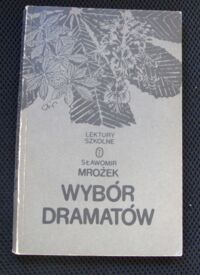 LEKTURY
SZKOLNE
SŁAWOMIR
MROŻEK
WYBÓR
DRAMATÓW